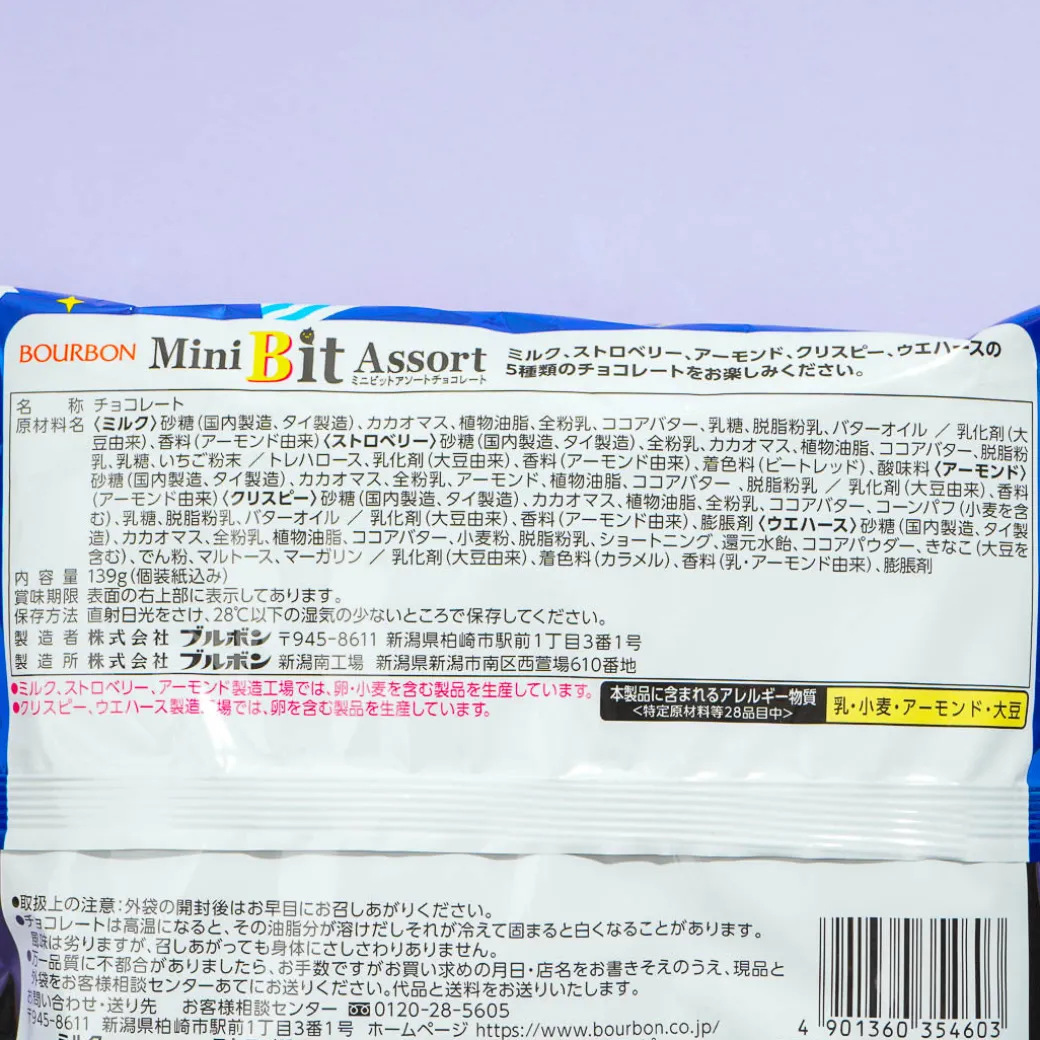 BOURBON Mini Bit Assort ミルク、ストロベリー、アーモンド、クリスピー、ウエハースの
ミニビットアソートチョコレート 5種類のチョコレートをお楽しみください。
名 称 チョコレート
原材料名 〈ミルク〉砂糖(国内製造、タイ製造)、カカオマス、植物油脂、全粉乳、ココアバター、乳糖、脱脂粉乳、バターオイル / 乳化剤(大
豆由来)、香料(アーモンド由来)〈ストロベリー〉砂糖(国内製造、タイ製造)、全粉乳、カカオマス、植物油脂、ココアバター、脱脂粉
乳、乳糖、いちご粉末 / トレハロース、乳化剤(大豆由来)、香料(アーモンド由来)、着色料(ビートレッド)、酸味料〈アーモンド〉
砂糖(国内製造、タイ製造)、カカオマス、全粉乳、アーモンド、植物油脂、ココアバター、脱脂粉乳 / 乳化剤(大豆由来)、香料
(アーモンド由来)〈クリスピー〉砂糖(国内製造、タイ製造)、カカオマス、植物油脂、全粉乳、ココアバター、コーンパフ(小麦を含
む)、乳糖、脱脂粉乳、バターオイル / 乳化剤(大豆由来)、香料(アーモンド由来)、膨脹剤〈ウエハース〉砂糖(国内製造、タイ製
造)、カカオマス、全粉乳、植物油脂、ココアバター、小麦粉、脱脂粉乳、ショートニング、還元水飴、ココアパウダー、きなこ(大豆を
含む)、でん粉、マルトース、マーガリン / 乳化剤(大豆由来)、着色料(カラメル)、香料(乳・アーモンド由来)、膨脹剤
内 容 量 139g(個装紙込み)
賞味期限 表面の右上部に表示してあります。
保存方法 直射日光をさけ、28℃以下の湿気の少ないところで保存してください。
製 造 者 株式会社 ブルボン 〒945-8611 新潟県柏崎市駅前1丁目3番1号
製 造 所 株式会社 ブルボン 新潟南工場 新潟県新潟市南区西萱場610番地
●ミルク、ストロベリー、アーモンド製造工場では、卵・小麦を含む製品を生産しています。
●クリスピー、ウエハース製造 場では、卵を含む製品を生産しています。
本製品に含まれるアレルギー物質 乳・小麦・アーモンド・大豆
<特定原材料等28品目中>
●取扱上の注意:外袋の開封後はお早目にお召しあがりください。
●チョコレートは高温になると、その油脂分が溶けだしそれが冷えて固まると白くなることがあります。
風味は劣りますが、召しあがっても身体にさしさわりありません。
●万一品質に不都合がありましたら、お手数ですがお買い求めの月日・店名をお書きそえのうえ、現品と
外袋をお客様相談センターあてにお送りください。代品と送料をお送りいたします。
お問い合わせ・送り先 お客様相談センター 0120-28-5605
〒945-8611 新潟県柏崎市駅前1丁目3番1号 ホームページ https://www.bourbon.co.jp/
4 901360 354603